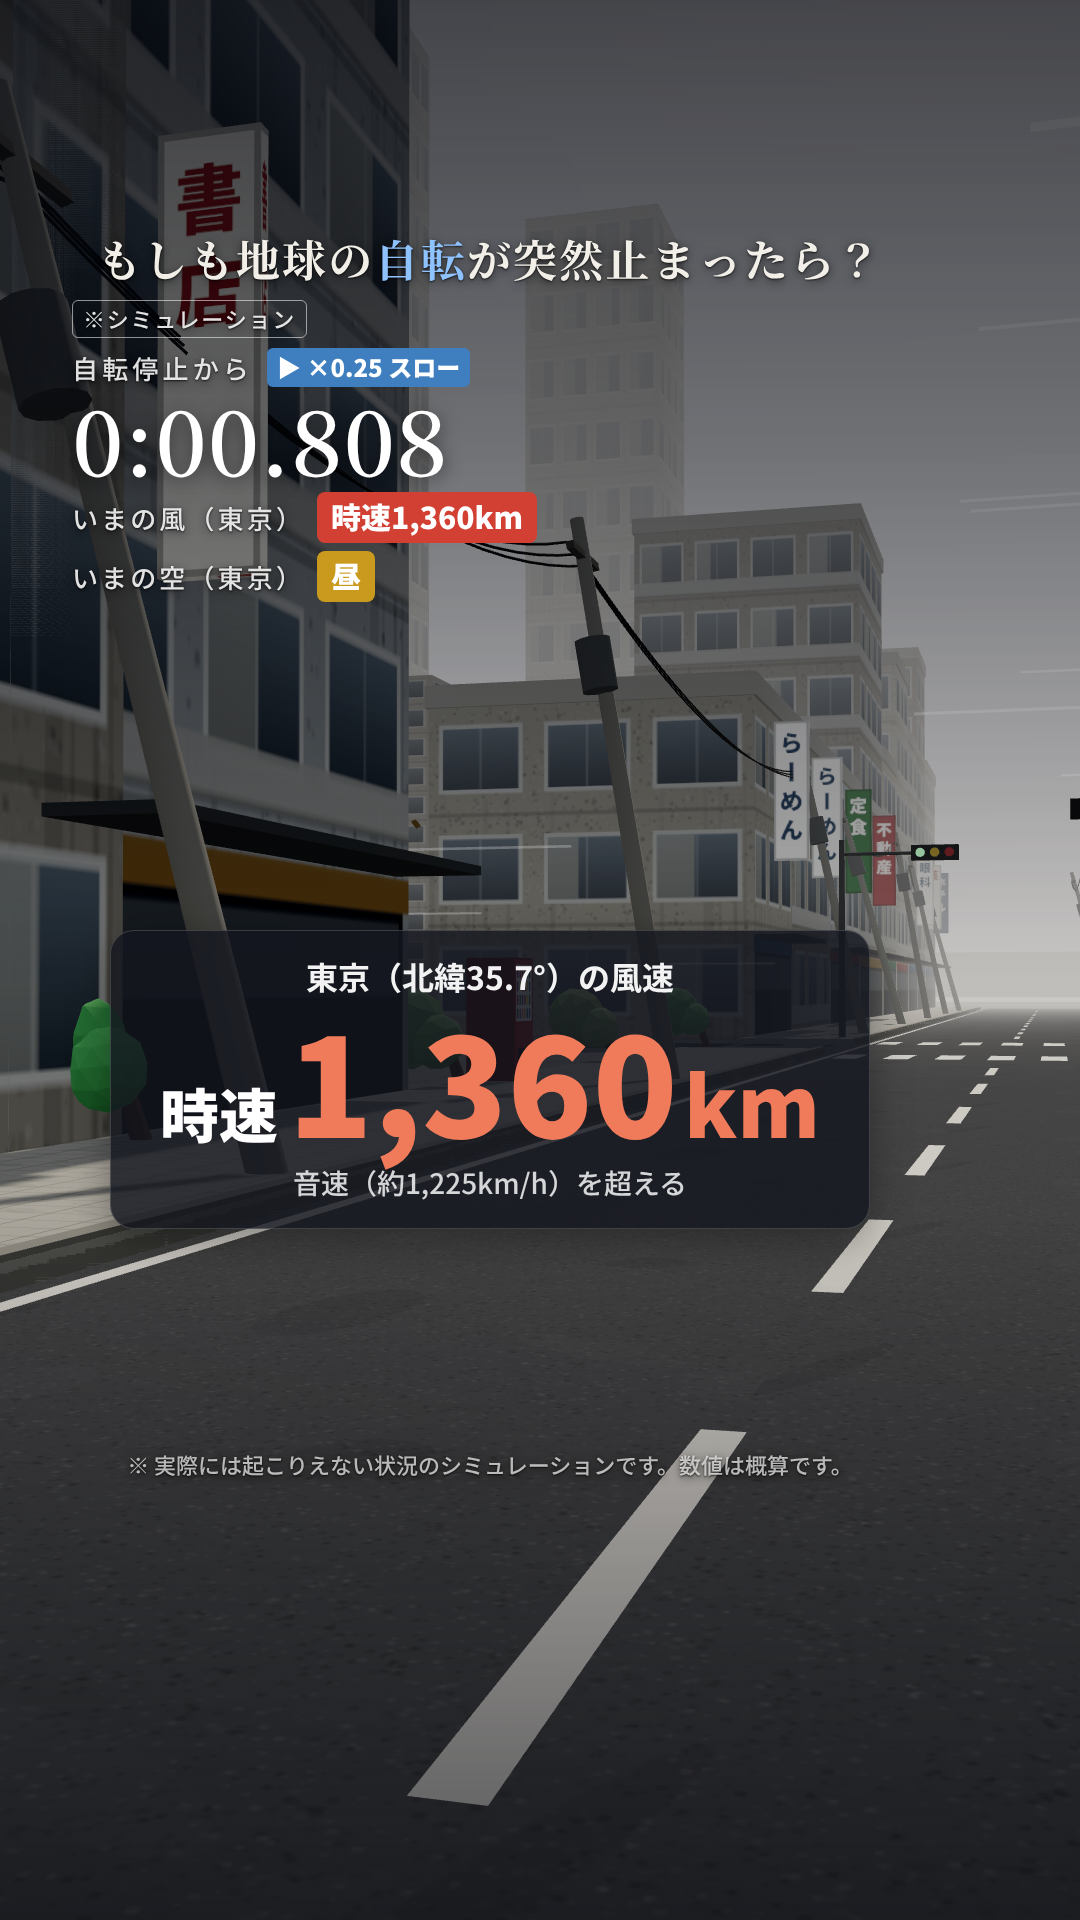 書店
もしも地球の自転が突然止まったら？
※シミュレーション
自転停止から ▶ ×0.25 スロー
0:00.808
いまの風（東京） 時速1,360km
いまの空（東京） 昼
らーめん
らーめん
定食
不動産
眼科
東京（北緯35.7°）の風速
時速1,360km
音速（約1,225km/h）を超える
※ 実際には起こりえない状況のシミュレーションです。数値は概算です。